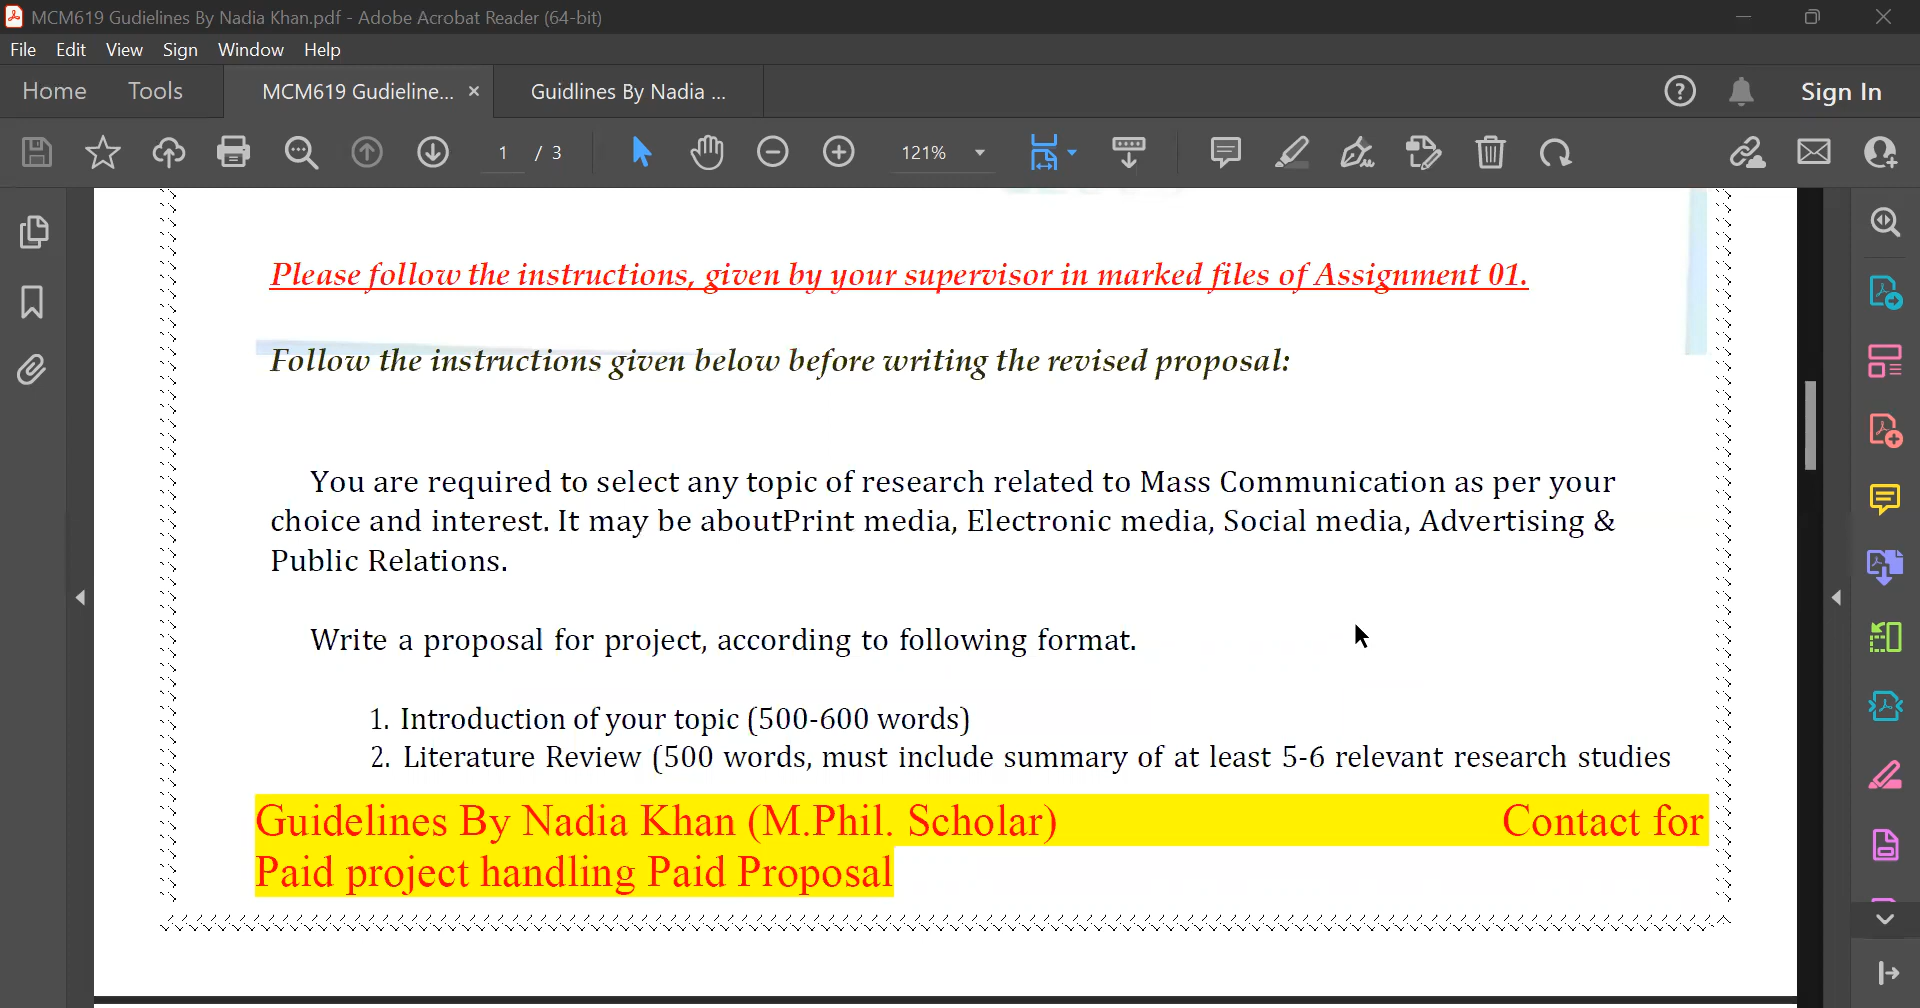 MCM619 Gudielines By Nadia Khan.pdf - Adobe Acrobat Reader (64-bit)
File Edit View Sign Window Help
Home Tools MCM619 Gudieline... × Guidlines By Nadia ... Sign In
1 / 3 121%
Please follow the instructions, given by your supervisor in marked files of Assignment 01.
Follow the instructions given below before writing the revised proposal:
You are required to select any topic of research related to Mass Communication as per your
choice and interest. It may be aboutPrint media, Electronic media, Social media, Advertising &
Public Relations.
Write a proposal for project, according to following format.
1. Introduction of your topic (500-600 words)
2. Literature Review (500 words, must include summary of at least 5-6 relevant research studies
Guidelines By Nadia Khan (M.Phil. Scholar) Contact for
Paid project handling Paid Proposal